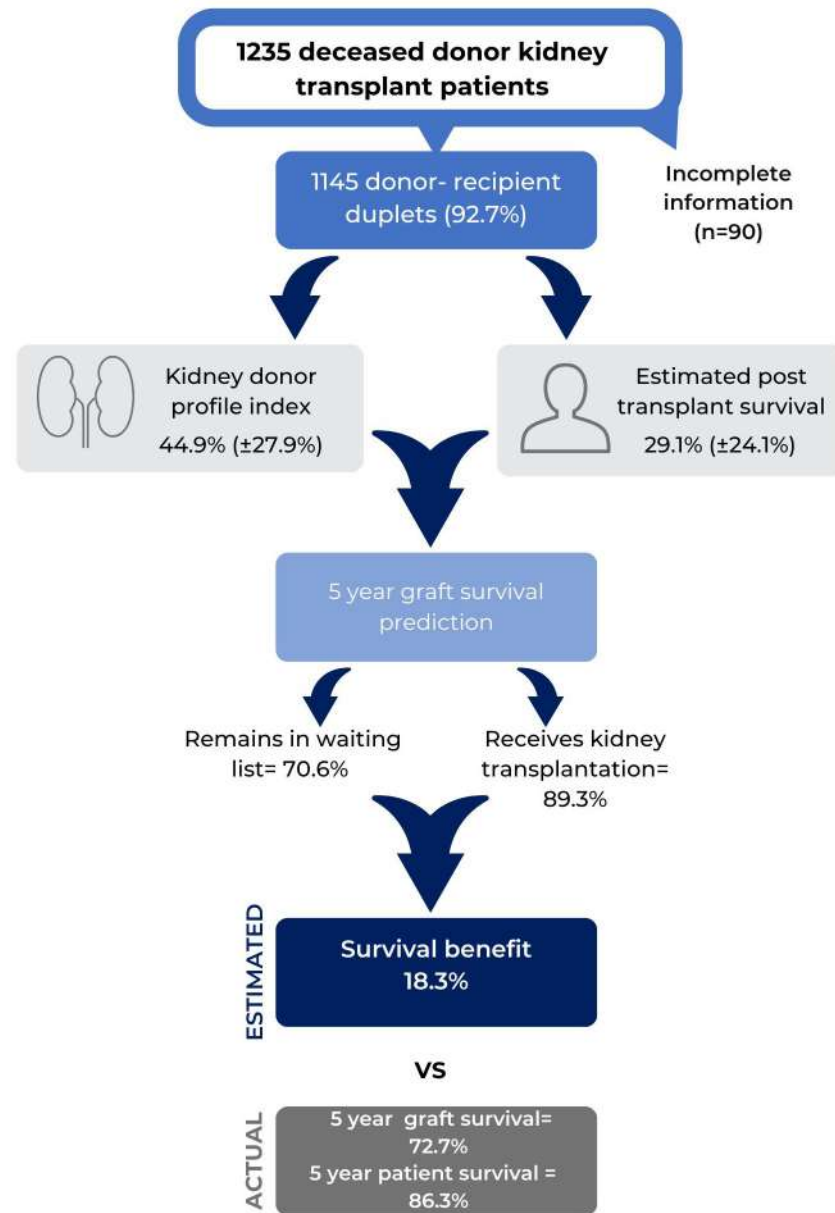 1235 deceased donor kidney
transplant patients
1145 donor- recipient
duplets (92.7%)
Incomplete
information
(n=90)
Kidney donor
profile index
44.9% (±27.9%)
Estimated post
transplant survival
29.1% (±24.1%)
5 year graft survival
prediction
Remains in waiting
list= 70.6%
Receives kidney
transplantation=
89.3%
ESTIMATED
Survival benefit
18.3%
VS
ACTUAL
5 year graft survival=
72.7%
5 year patient survival =
86.3%